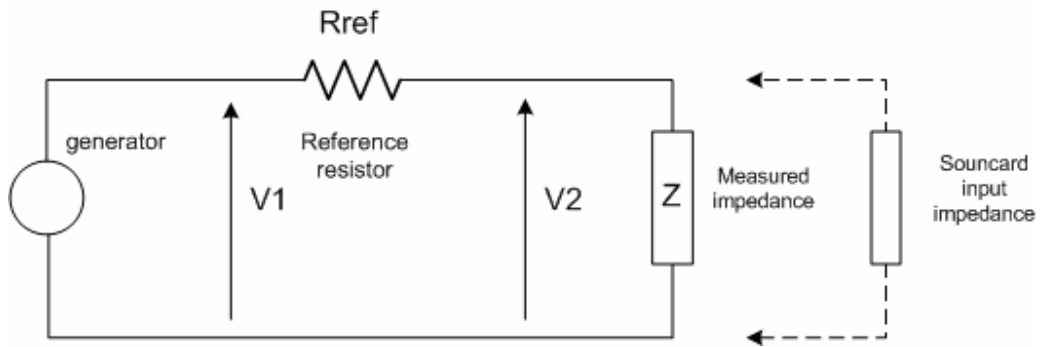 Rref
generator
Reference
resistor
V1
V2
Z
Measured
impedance
Souncard
input
impedance